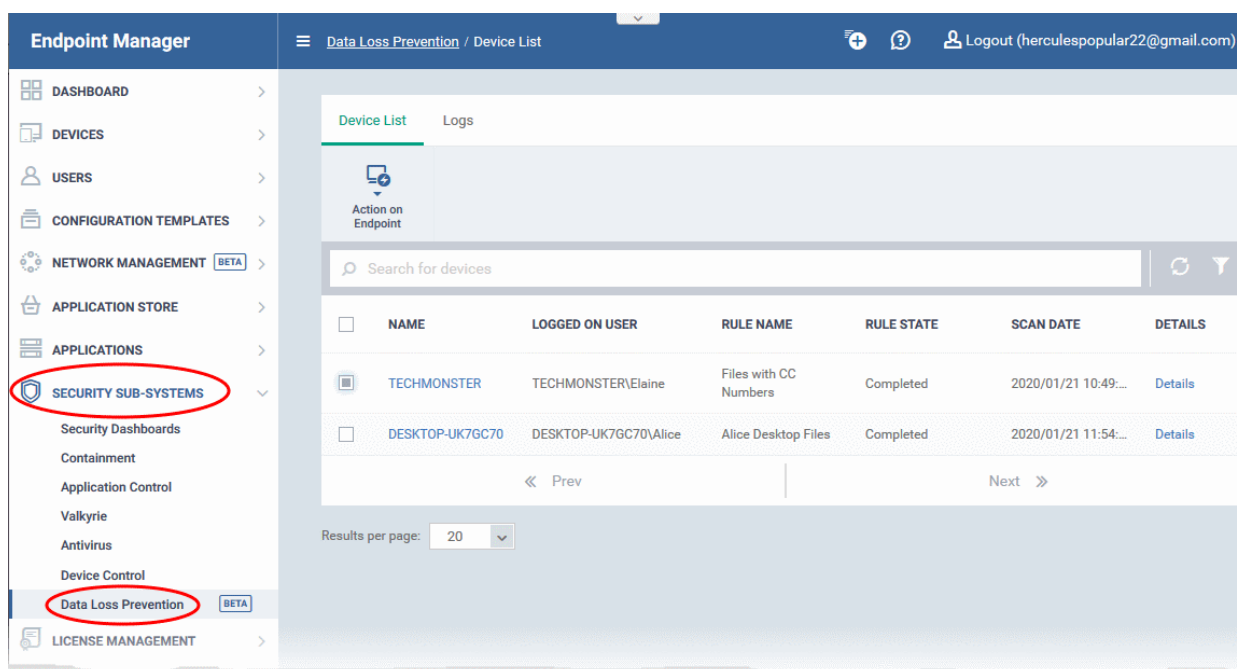 Endpoint Manager
Data Loss Prevention / Device List
Logout (herculespopular22@gmail.com)
DASHBOARD
DEVICES
USERS
CONFIGURATION TEMPLATES
NETWORK MANAGEMENT BETA
APPLICATION STORE
APPLICATIONS
SECURITY SUB-SYSTEMS
Security Dashboards
Containment
Application Control
Valkyrie
Antivirus
Device Control
Data Loss Prevention BETA
LICENSE MANAGEMENT
Device List Logs
Action on
Endpoint
Search for devices
NAME LOGGED ON USER RULE NAME RULE STATE SCAN DATE DETAILS
TECHMONSTER TECHMONSTER\Elaine Files with CC Numbers Completed 2020/01/21 10:49:... Details
DESKTOP-UK7GC70 DESKTOP-UK7GC70\Alice Alice Desktop Files Completed 2020/01/21 11:54:... Details
« Prev Next »
Results per page: 20